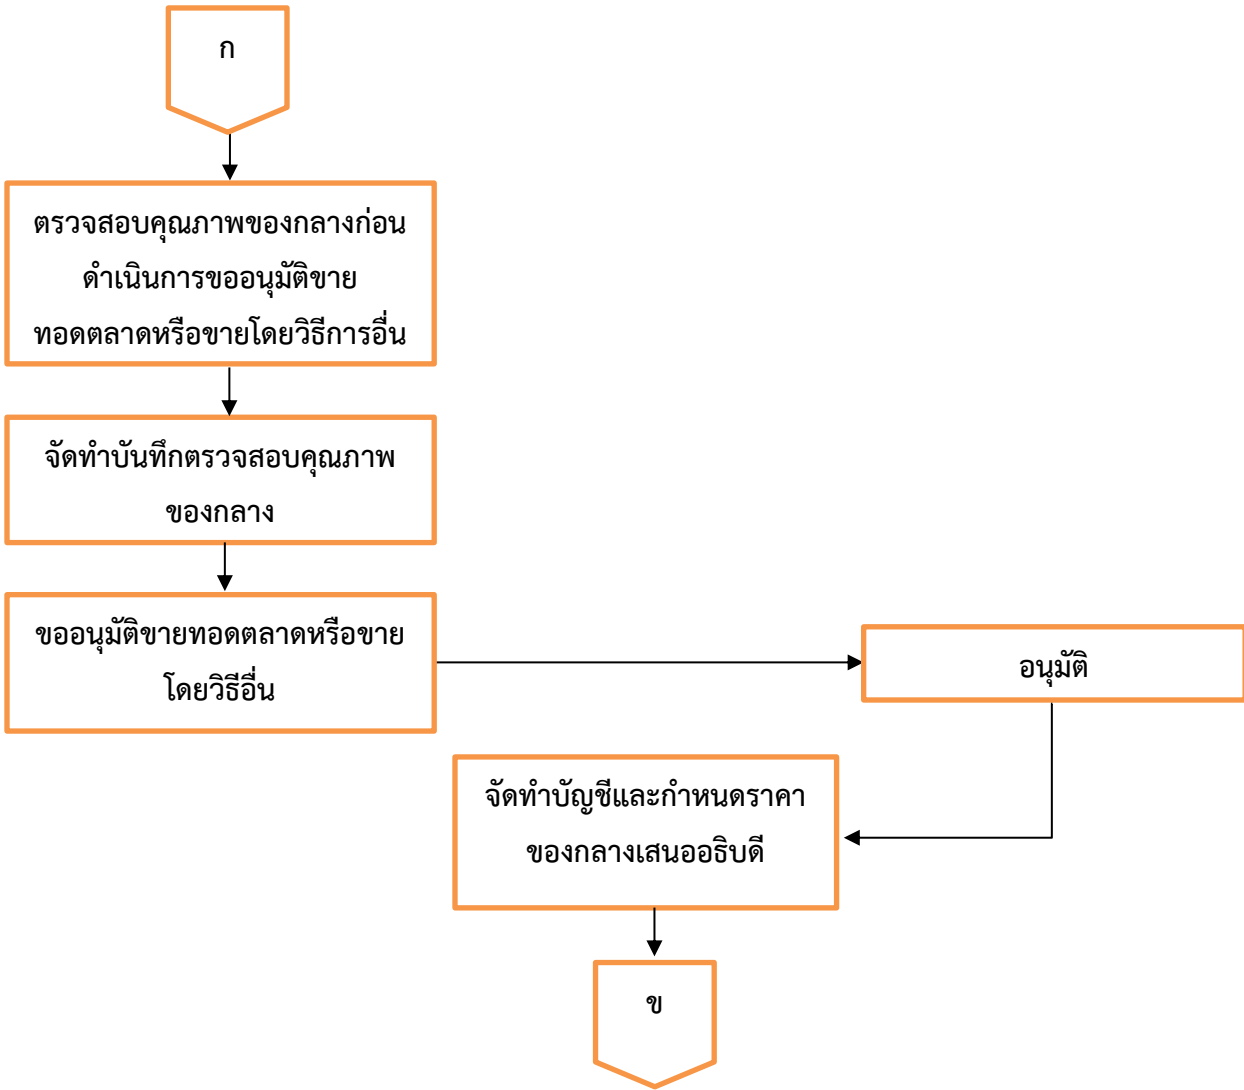 ก
ตรวจสอบคุณภาพของกลางก่อน
ดำเนินการขออนุมัติขาย
ทอดตลาดหรือขายโดยวิธีการอื่น
จัดทำบันทึกตรวจสอบคุณภาพ
ของกลาง
ขออนุมัติขายทอดตลาดหรือขาย
โดยวิธีอื่น
อนุมัติ
จัดทำบัญชีและกำหนดราคา
ของกลางเสนออธิบดี
ข